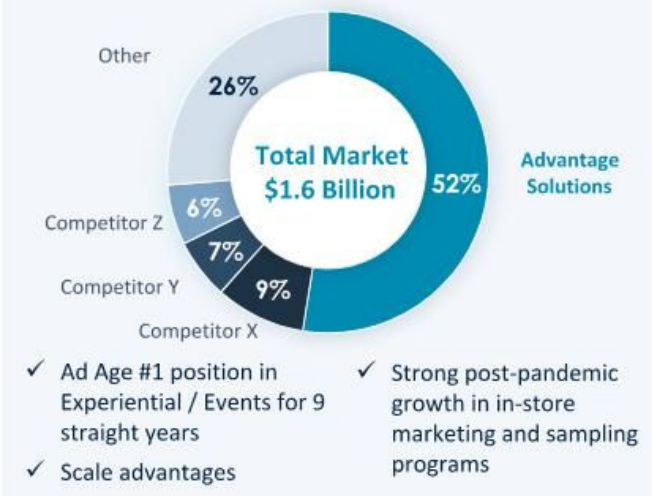 Other
26%
Total Market
$1.6 Billion
52%
Advantage
Solutions
6%
Competitor Z
7%
Competitor Y
9%
Competitor X
✓ Ad Age #1 position in
Experiential / Events for 9
straight years
✓ Scale advantages
✓ Strong post-pandemic
growth in in-store
marketing and sampling
programs